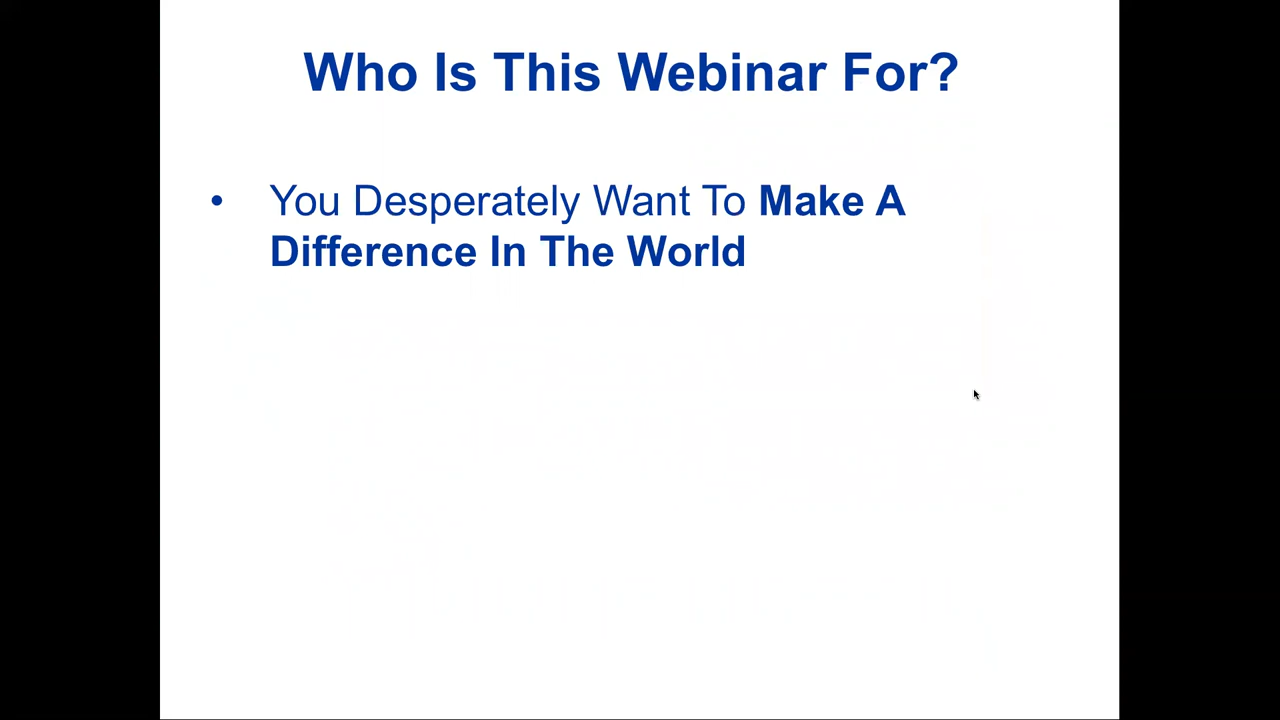 Who Is This Webinar For?
• You Desperately Want To Make A
Difference In The World